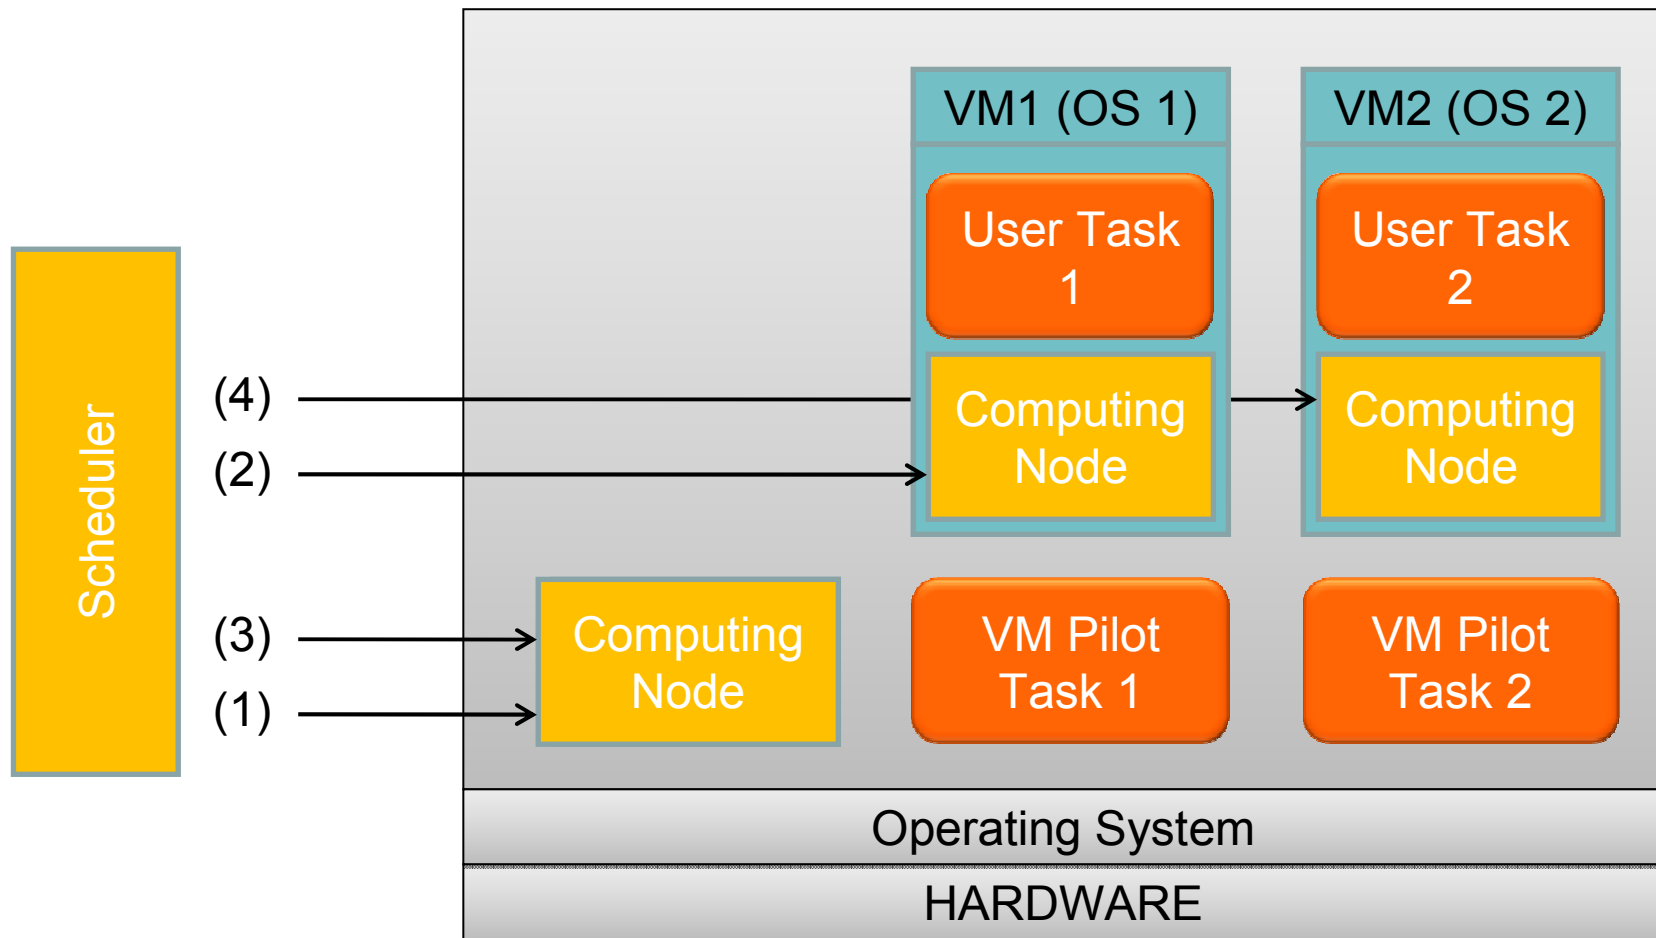 VM1 (OS 1)
VM2 (OS 2)
User Task
1
User Task
2
Scheduler
(4)
(2)
(3)
(1)
Computing
Node
Computing
Node
Computing
Node
VM Pilot
Task 1
VM Pilot
Task 2
Operating System
HARDWARE